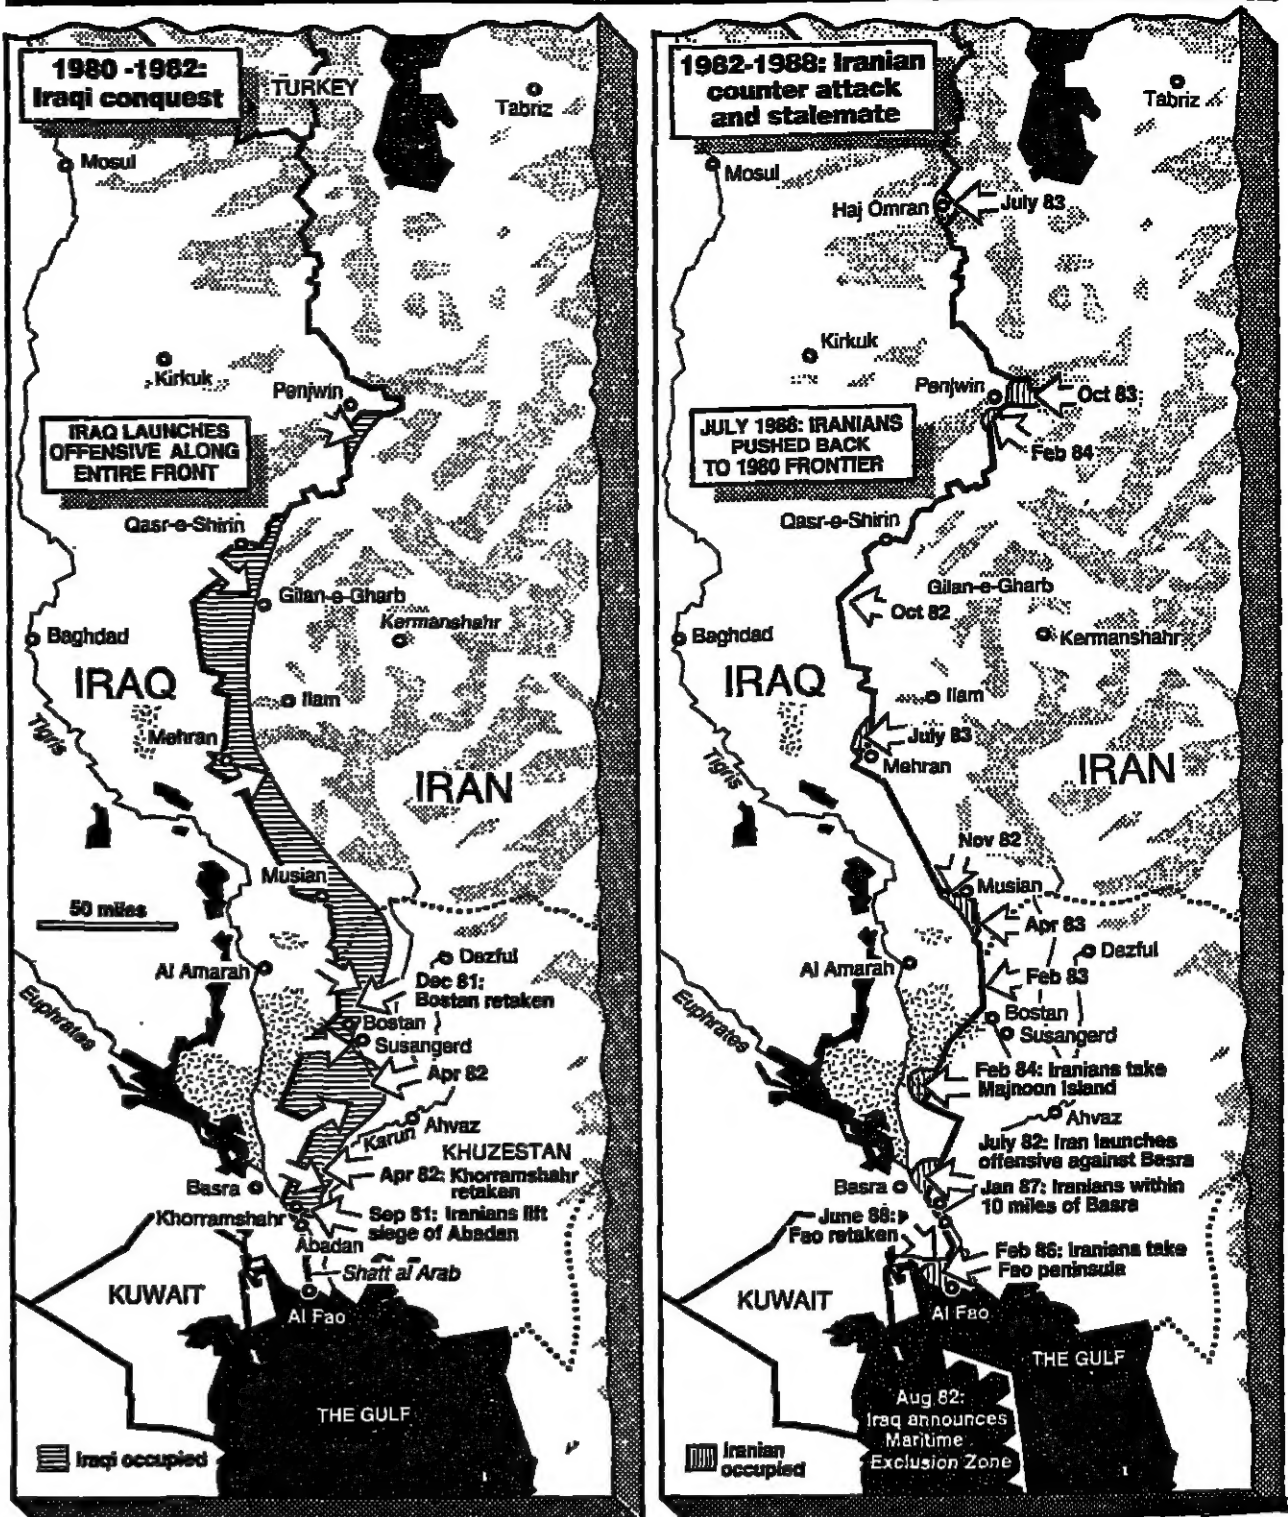 1980 -1982:
Iraqi conquest
TURKEY
Tabriz
Mosul
Kirkuk
Penjwin
IRAQ LAUNCHES
OFFENSIVE ALONG
ENTIRE FRONT
Qasr-e-Shirin
Gilan-e-Gharb
Kermanshahr
Baghdad
IRAQ
Ilam
Tigris
Mehran
IRAN
Musian
50 miles
Dezful
Al Amarah
Dec 81:
Bostan retaken
Euphrates
Bostan
Susangerd
Apr 82
Ahvaz
Karun
KHUZESTAN
Apr 82: Khorramshahr
retaken
Basra
Khorramshahr
Sep 81: Iranians lift
siege of Abadan
Abadan
Shatt al Arab
KUWAIT
Al Fao
THE GULF
Iraqi occupied
1982-1988: Iranian
counter attack
and stalemate
Tabriz
Mosul
Haj Omran
July 83
Kirkuk
Penjwin
Oct 83
JULY 1988: IRANIANS
PUSHED BACK
TO 1980 FRONTIER
Feb 84
Qasr-e-Shirin
Gilan-e-Gharb
Oct 82
Baghdad
Kermanshahr
IRAQ
Ilam
July 83
Tigris
Mehran
IRAN
Nov 82
Musian
Apr 83
Dezful
Al Amarah
Feb 83
Euphrates
Bostan
Susangerd
Feb 84: Iranians take
Majnoon Island
Ahvaz
July 82: Iran launches
offensive against Basra
Basra
Jan 87: Iranians within
10 miles of Basra
June 88:
Fao retaken
Feb 86: Iranians take
Fao peninsula
KUWAIT
Al Fao
THE GULF
Aug 82:
Iraq announces
Maritime
Exclusion Zone
Iranian
occupied